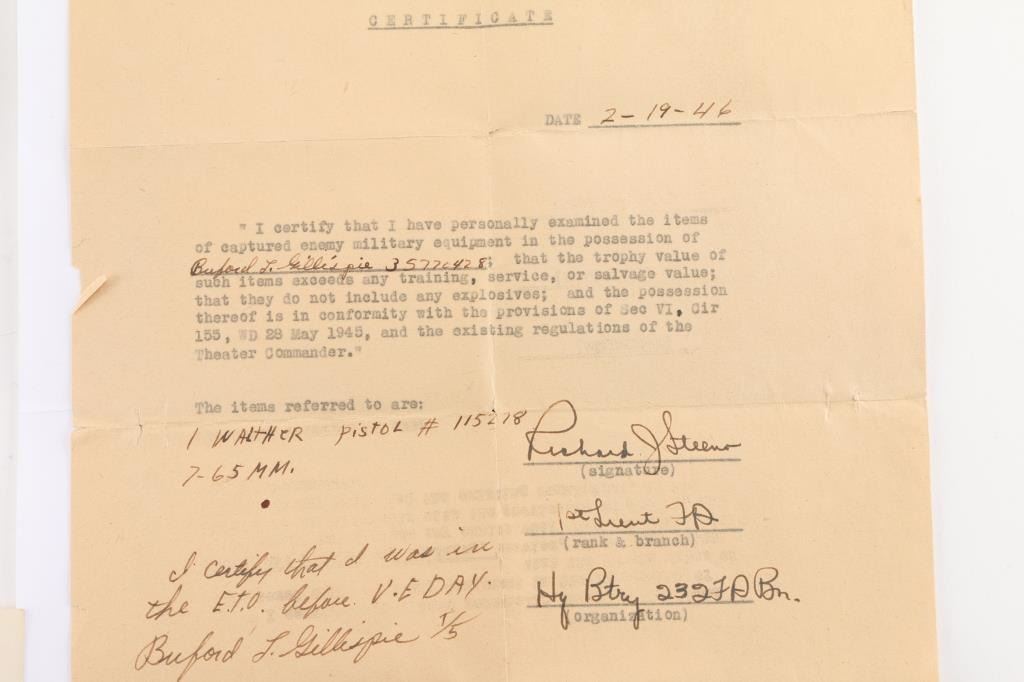 CERTIFICATE
DATE 2-19-46
" I certify that I have personally examined the items
of captured enemy military equipment in the possession of
Buford L. Gillispie 35776428; that the trophy value of
such items exceeds any training, service, or salvage value;
that they do not include any explosives; and the possession
thereof is in conformity with the provisions of Sec VI, Cir
155, WD 28 May 1945, and the existing regulations of the
Theater Commander."
The items referred to are:
1 WALTHER PISTOL # 115278
7-65 MM.
Richard J Steeno
(signature)
1st Lieut FA
(rank & branch)
Hq Btry 232 FA Bn.
(organization)
I certify that I was in
the E.T.O. before V.E DAY.
Buford L. Gillispie T/5